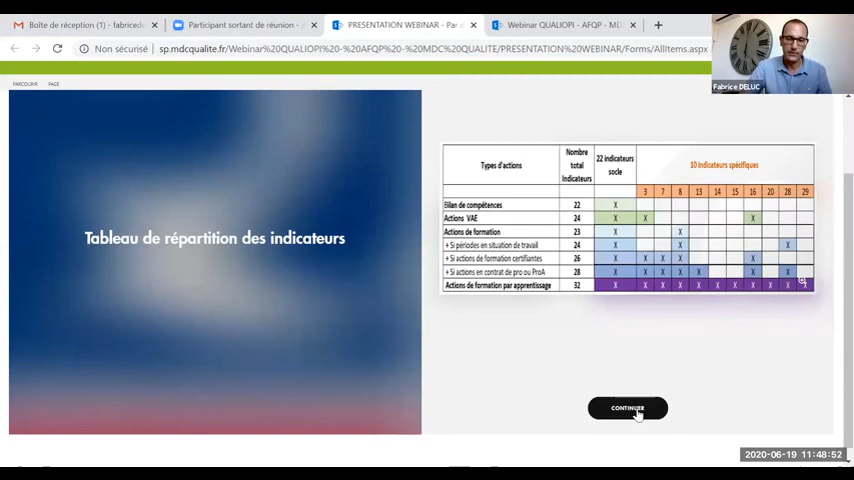 Boîte de réception (1) - fabricede
Participant sortant de réunion - Z
PRESENTATION WEBINAR - Par d
Webinar QUALIOPI - AFQP - MD
Non sécurisé
sp.mdcqualite.fr/Webinar%20QUALIOPI%20-%20AFQP%20-%20MDC%20QUALITE/PRESENTATION%20WEBINAR/Forms/AllItems.aspx
Fabrice DELUC
PARCOURIR PAGE
Tableau de répartition des indicateurs
Types d'actions
Nombre total Indicateurs
22 indicateurs socle
10 indicateurs spécifiques
3 7 8 13 14 15 16 20 28 29
Bilan de compétences 22 X
Actions VAE 24 X X X
Actions de formation 23 X X
+ Si périodes en situation de travail 24 X X X
+ Si actions de formation certifiantes 26 X X X X X
+ Si actions en contrat de pro ou ProA 28 X X X X X X X
Actions de formation par apprentissage 32 X X X X X X X X X X X
CONTINUER
2020-06-19 11:48:52